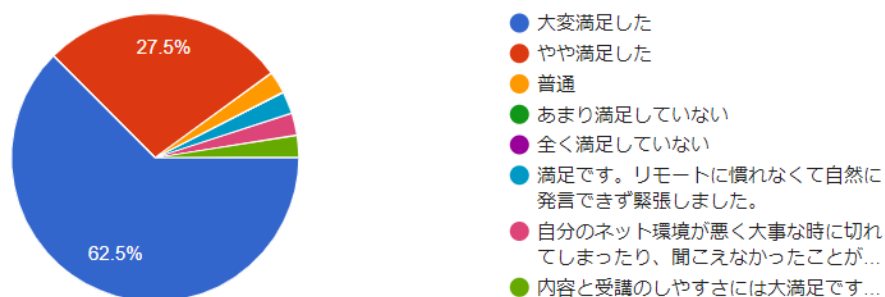 27.5%
62.5%
大変満足した
やや満足した
普通
あまり満足していない
全く満足していない
満足です。リモートに慣れなくて自然に
発言できず緊張しました。
自分のネット環境が悪く大事な時に切れ
てしまったり、聞こえなかったことが...
内容と受講のしやすさには大満足です...